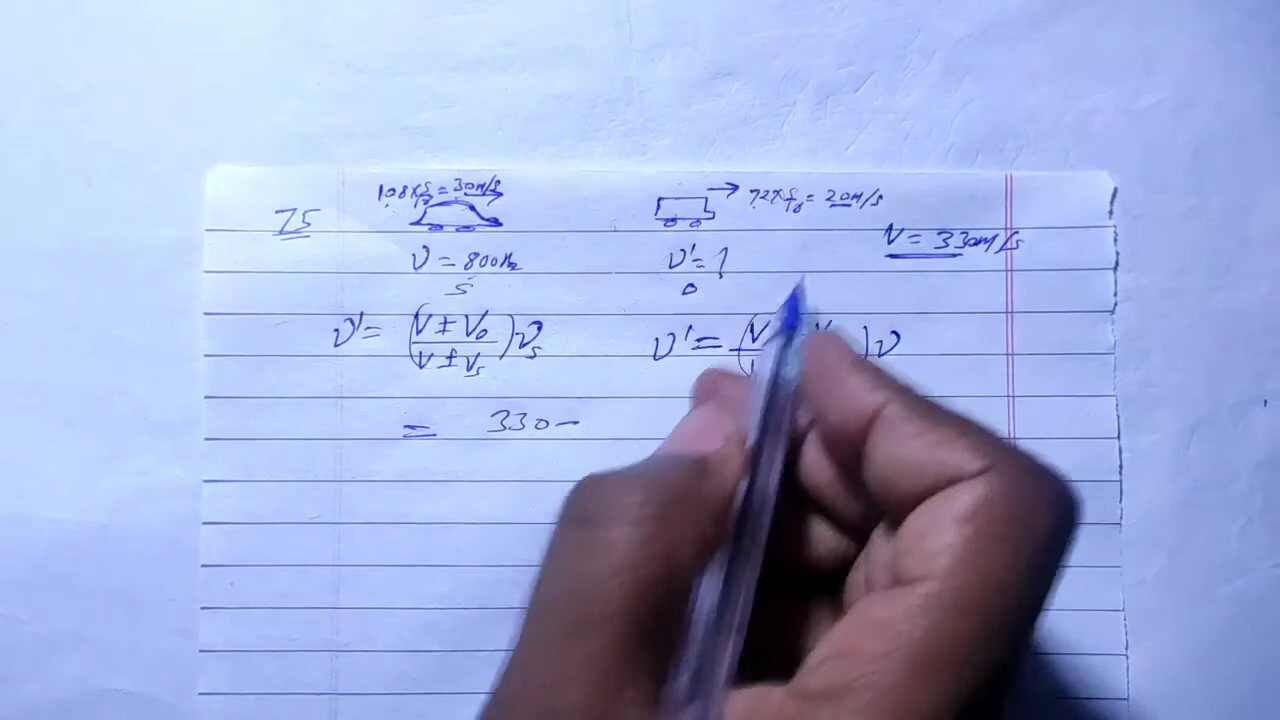 75 108×5/18 = 30m/s 72×5/18 = 20m/s
ν = 800Hz ν' = ? V = 330m/s
S O
ν' = (V ± V₀ / V ± Vₛ) νₛ ν' = (V ) ν
= 330 −